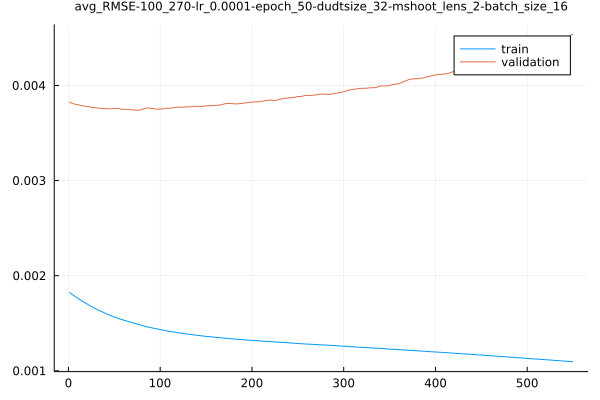 avg_RMSE-100_270-lr_0.0001-epoch_50-dudtsize_32-mshoot_lens_2-batch_size_16
train
validation
0.004
0.003
0.002
0.001
0 100 200 300 400 500